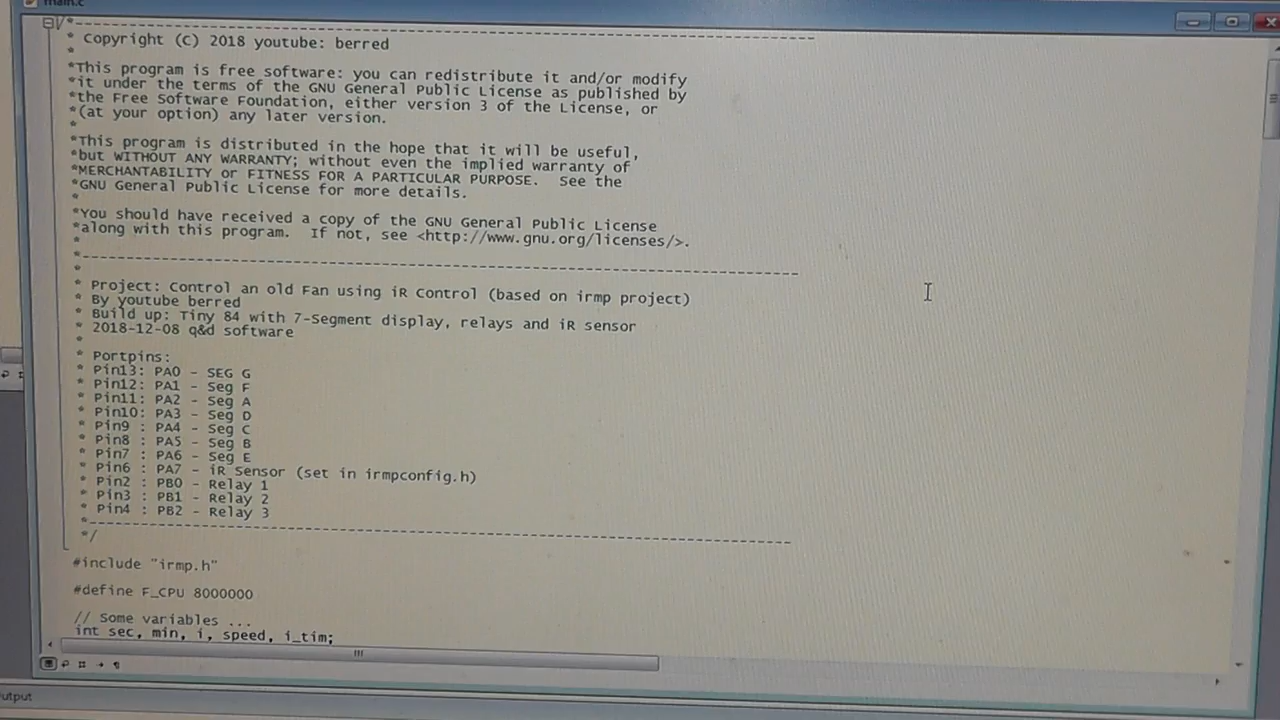 main.c
/*------------------------------------------------------------------------------------
* Copyright (c) 2018 youtube: berred
*
*This program is free software: you can redistribute it and/or modify
*it under the terms of the GNU General Public License as published by
*the Free Software Foundation, either version 3 of the License, or
*(at your option) any later version.
*
*This program is distributed in the hope that it will be useful,
*but WITHOUT ANY WARRANTY; without even the implied warranty of
*MERCHANTABILITY or FITNESS FOR A PARTICULAR PURPOSE.  See the
*GNU General Public License for more details.
*
*You should have received a copy of the GNU General Public License
*along with this program.  If not, see <http://www.gnu.org/licenses/>.
*
*------------------------------------------------------------------------------------
*
* Project: Control an old Fan using iR Control (based on irmp project)
* By youtube berred
* Build up: Tiny 84 with 7-Segment display, relays and iR sensor
* 2018-12-08 q&d software
*
* Portpins:
* Pin13: PA0 - SEG G
* Pin12: PA1 - Seg F
* Pin11: PA2 - Seg A
* Pin10: PA3 - Seg D
* Pin9 : PA4 - Seg C
* Pin8 : PA5 - Seg B
* Pin7 : PA6 - Seg E
* Pin6 : PA7 - iR Sensor (set in irmpconfig.h)
* Pin2 : PB0 - Relay 1
* Pin3 : PB1 - Relay 2
* Pin4 : PB2 - Relay 3
*------------------------------------------------------------------------------------
*/
#include "irmp.h"
#define F_CPU 8000000
// Some variables ...
int sec, min, i, speed, i_tim;
utput